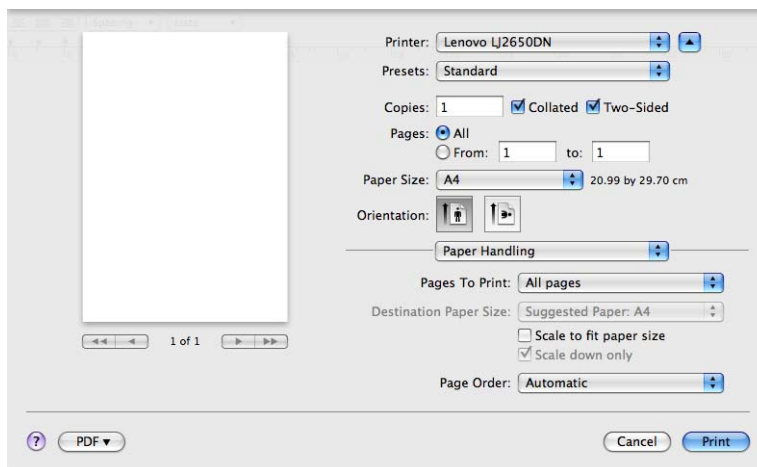 Printer: Lenovo LJ2650DN
Presets: Standard
Copies: 1 Collated Two-Sided
Pages: All
From: 1 to: 1
Paper Size: A4 20.99 by 29.70 cm
Orientation:
Paper Handling
Pages To Print: All pages
Destination Paper Size: Suggested Paper: A4
Scale to fit paper size
1 of 1
Scale down only
Page Order: Automatic
? PDF Cancel Print